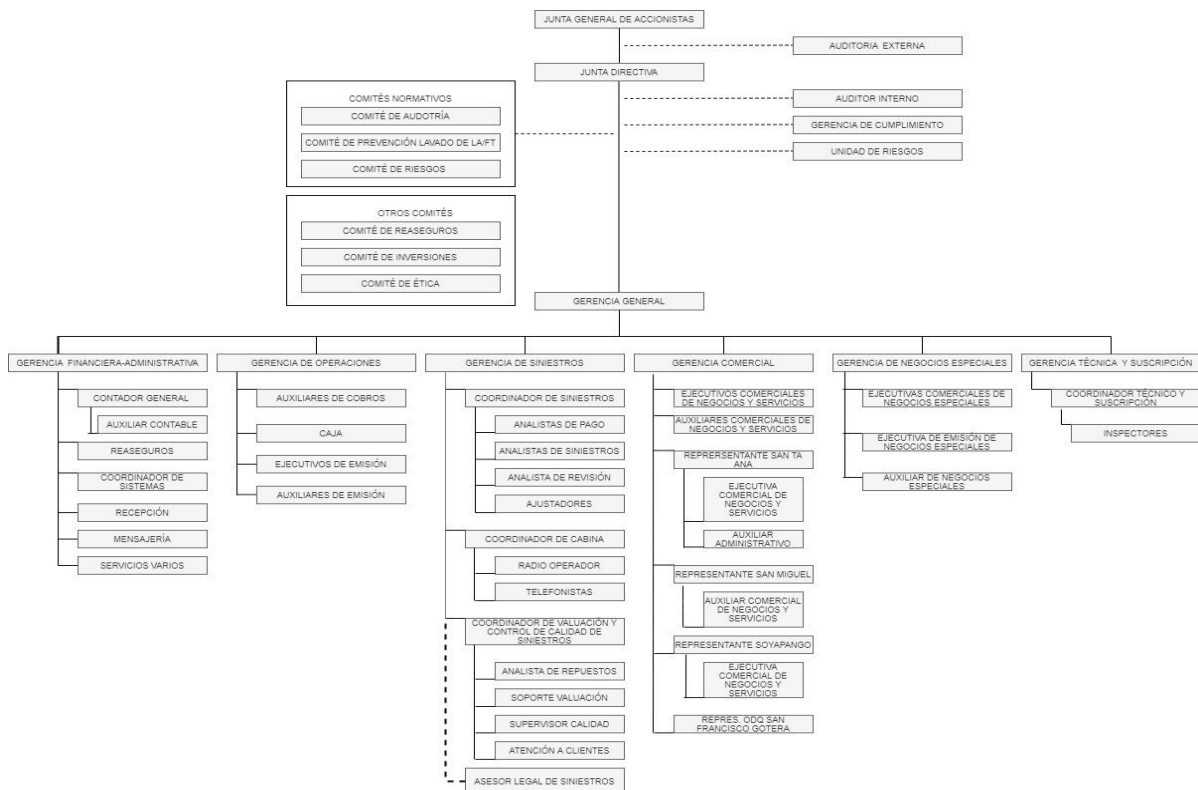 JUNTA GENERAL DE ACCIONISTAS
AUDITORIA EXTERNA
JUNTA DIRECTIVA
COMITÉS NORMATIVOS
COMITÉ DE AUDOTRÍA
COMITÉ DE PREVENCIÓN LAVADO DE LA/FT
COMITÉ DE RIESGOS
AUDITOR INTERNO
GERENCIA DE CUMPLIMIENTO
UNIDAD DE RIESGOS
OTROS COMITÉS
COMITÉ DE REASEGUROS
COMITÉ DE INVERSIONES
COMITÉ DE ÉTICA
GERENCIA GENERAL
GERENCIA FINANCIERA-ADMINISTRATIVA
CONTADOR GENERAL
AUXILIAR CONTABLE
REASEGUROS
COORDINADOR DE
SISTEMAS
RECEPCIÓN
MENSAJERÍA
SERVICIOS VARIOS
GERENCIA DE OPERACIONES
AUXILIARES DE COBROS
CAJA
EJECUTIVOS DE EMISIÓN
AUXILIARES DE EMISIÓN
GERENCIA DE SINIESTROS
COORDINADOR DE SINIESTROS
ANALISTAS DE PAGO
ANALISTAS DE SINIESTROS
ANALISTA DE REVISIÓN
AJUSTADORES
COORDINADOR DE CABINA
RADIO OPERADOR
TELEFONISTAS
COORDINADOR DE VALUACIÓN Y
CONTROL DE CALIDAD DE
SINIESTROS
ANALISTA DE REPUESTOS
SOPORTE VALUACIÓN
SUPERVISOR CALIDAD
ATENCIÓN A CLIENTES
ASESOR LEGAL DE SINIESTROS
GERENCIA COMERCIAL
EJECUTIVOS COMERCIALES
DE NEGOCIOS Y SERVICIOS
AUXILIARES COMERCIALES DE
NEGOCIOS Y SERVICIOS
REPRERSENTANTE SAN TA
ANA
EJECUTIVA
COMERCIAL DE
NEGOCIOS Y
SERVICIOS
AUXILIAR
ADMINISTRATIVO
REPRESENTANTE SAN MIGUEL
AUXILIAR COMERCIAL
DE NEGOCIOS Y
SERVICIOS
REPRESENTANTE SOYAPANGO
EJECUTIVA
COMERCIAL DE
NEGOCIOS Y
SERVICIOS
REPRES. ODQ SAN
FRANCISCO GOTERA
GERENCIA DE NEGOCIOS ESPECIALES
EJECUTIVAS COMERCIALES DE
NEGOCIOS ESPECIALES
EJECUTIVA DE EMISIÓN DE NEGOCIOS
ESPECIALES
AUXILIAR DE NEGOCIOS
ESPECIALES
GERENCIA TÉCNICA Y SUSCRIPCIÓN
COORDINADOR TÉCNICO Y
SUSCRIPCIÓN
INSPECTORES